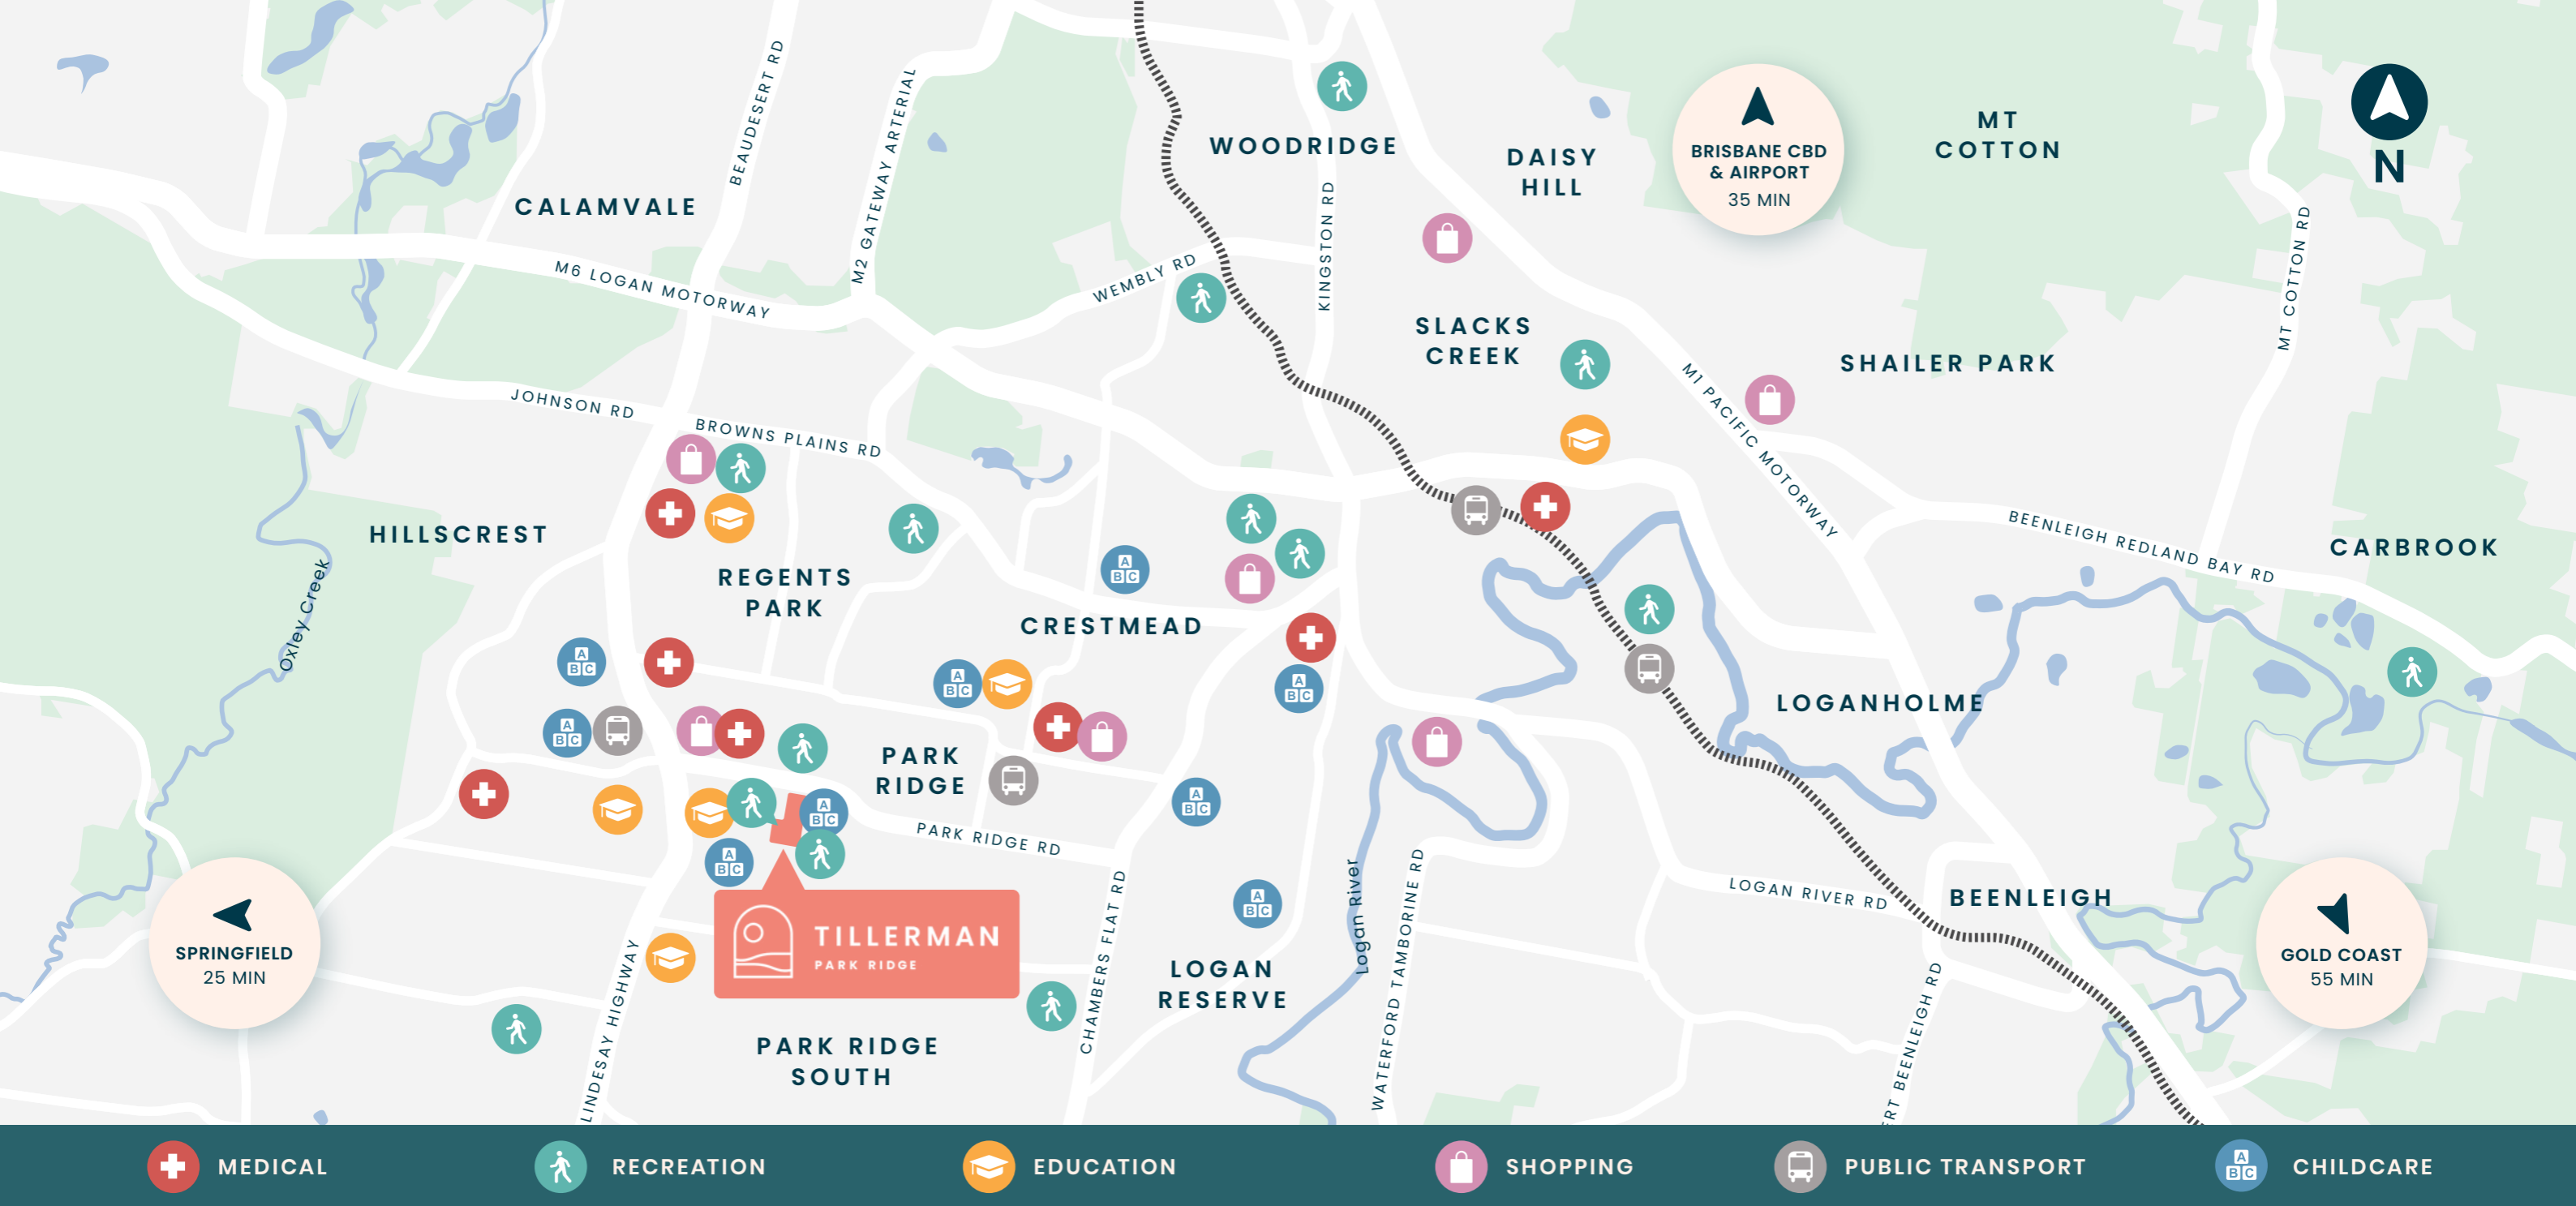 WOODRIDGE
DAISY
HILL
BRISBANE CBD
& AIRPORT
35 MIN
MT
COTTON
N
BEAUDESERT RD
M2 GATEWAY ARTERIAL
CALAMVALE
KINGSTON RD
MT COTTON RD
M6 LOGAN MOTORWAY
WEMBLY RD
SLACKS
CREEK
SHAILER PARK
M1 PACIFIC MOTORWAY
JOHNSON RD
BROWNS PLAINS RD
HILLSCREST
REGENTS
PARK
BEENLEIGH REDLAND BAY RD
CARBROOK
Oxley Creek
CRESTMEAD
LOGANHOLME
PARK
RIDGE
PARK RIDGE RD
LOGAN RIVER RD
BEENLEIGH
SPRINGFIELD
25 MIN
TILLERMAN
PARK RIDGE
LINDESAY HIGHWAY
CHAMBERS FLAT RD
LOGAN
RESERVE
Logan River
WATERFORD TAMBORINE RD
GOLD COAST
55 MIN
PARK RIDGE
SOUTH
ERT BEENLEIGH RD
A
B C
A
B C
A
B C
A
B C
A
B C
A
B C
A
B C
A
B C
A
B C
MEDICAL
RECREATION
EDUCATION
SHOPPING
PUBLIC TRANSPORT
A
B C
CHILDCARE